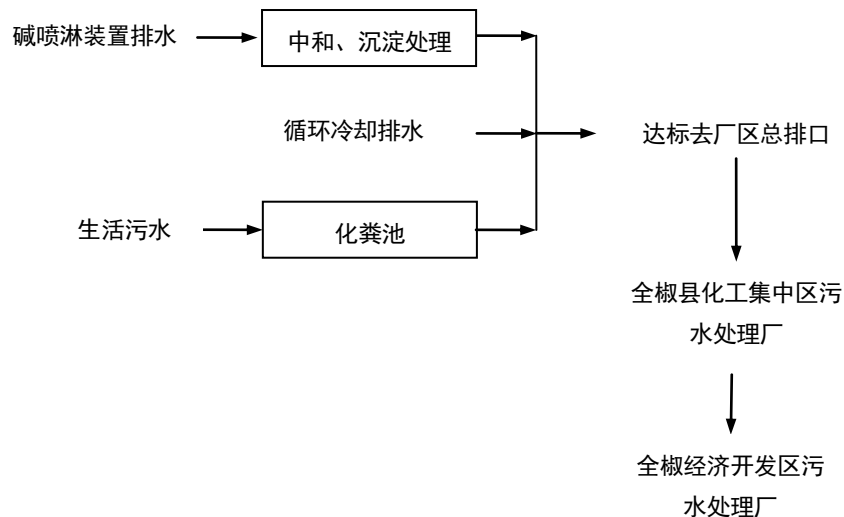 碱喷淋装置排水
中和、沉淀处理
循环冷却排水
达标去厂区总排口
生活污水
化粪池
全椒县化工集中区污
水处理厂
全椒经济开发区污
水处理厂